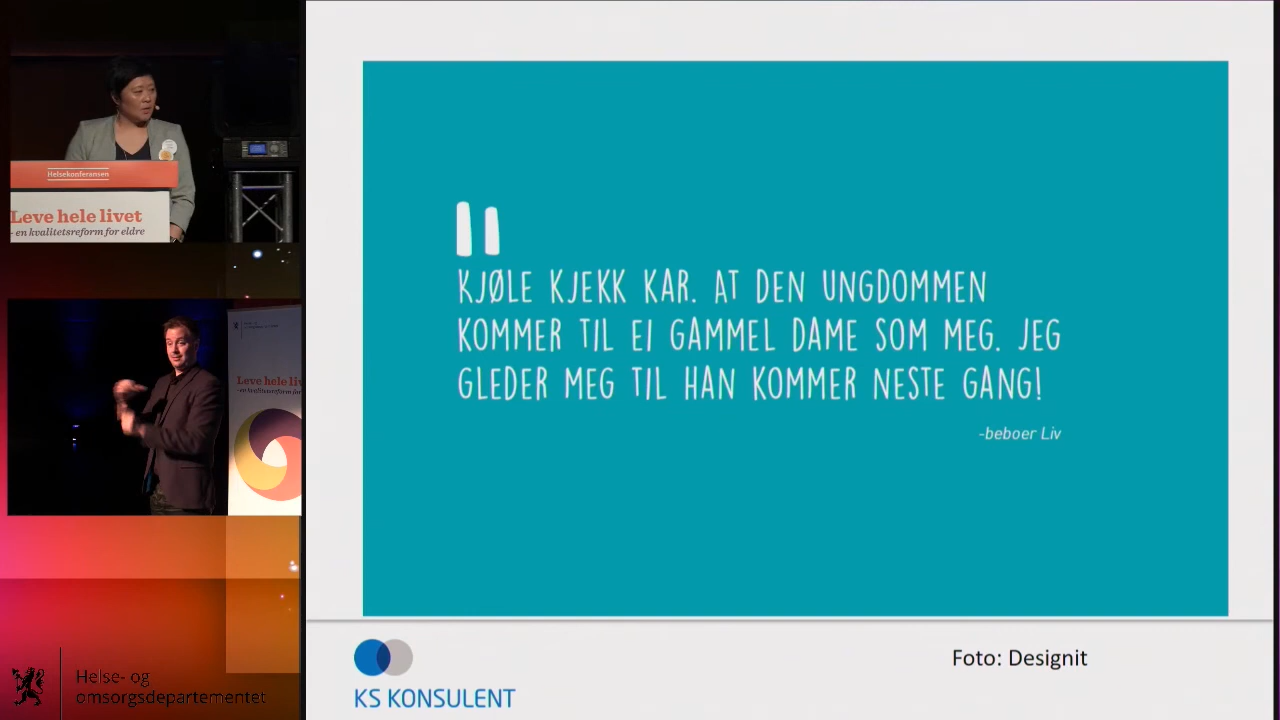 Helsekonferansen
Leve hele livet
- en kvalitetsreform for eldre
Leve hele li
Helse- og
omsorgsdepartementet
"
KJØLE KJEKK KAR. AT DEN UNGDOMMEN
KOMMER TIL EI GAMMEL DAME SOM MEG. JEG
GLEDER MEG TIL HAN KOMMER NESTE GANG!
-beboer Liv
KS KONSULENT
Foto: Designit